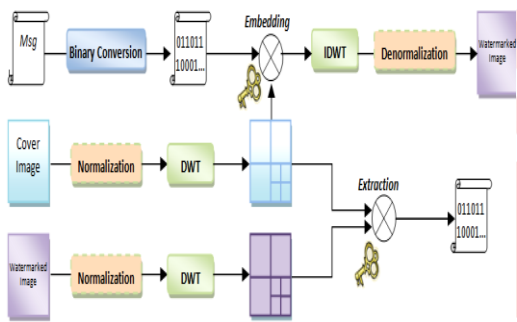 Embedding
Msg
Binary Conversion
011011
10001...
IDWT
Denormalization
Watermarked
Image
Cover
Image
Normalization
DWT
Extraction
011011
10001...
Watermarked
Image
Normalization
DWT